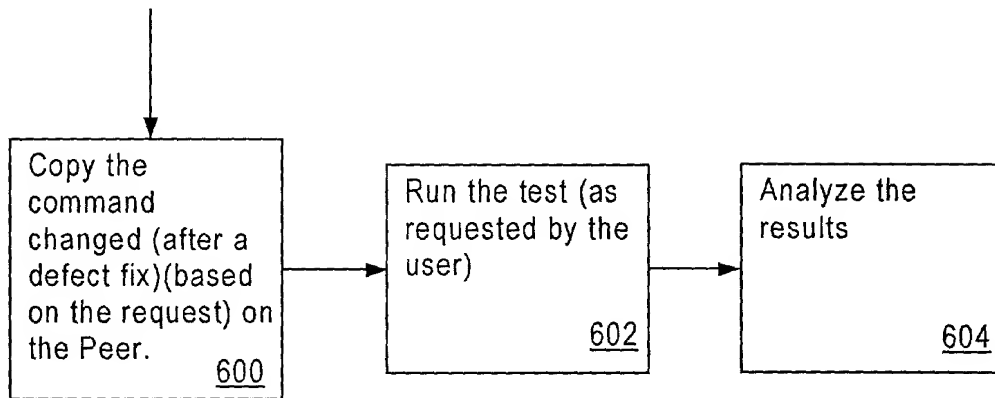 Copy the
command
changed (after a
defect fix)(based
on the request) on
the Peer.
600
Run the test (as
requested by the
user)
602
Analyze the
results
604